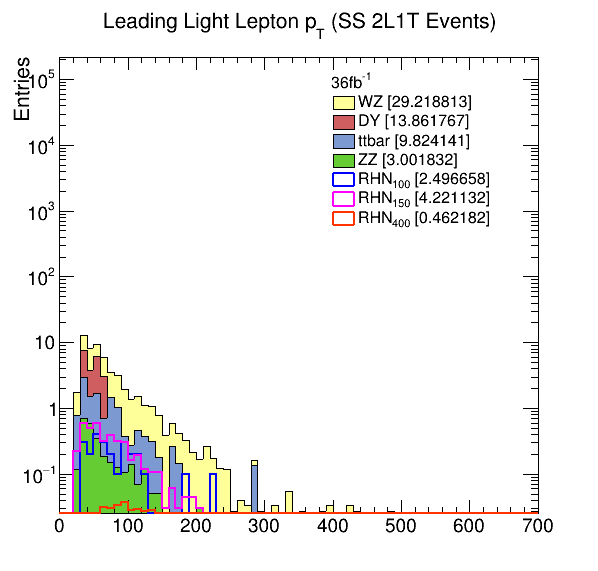 Leading Light Lepton p_T (SS 2L1T Events)
Entries
36fb^-1
WZ [29.218813]
DY [13.861767]
ttbar [9.824141]
ZZ [3.001832]
RHN_100 [2.496658]
RHN_150 [4.221132]
RHN_400 [0.462182]
10^5
10^4
10^3
10^2
10
1
10^-1
0 100 200 300 400 500 600 700